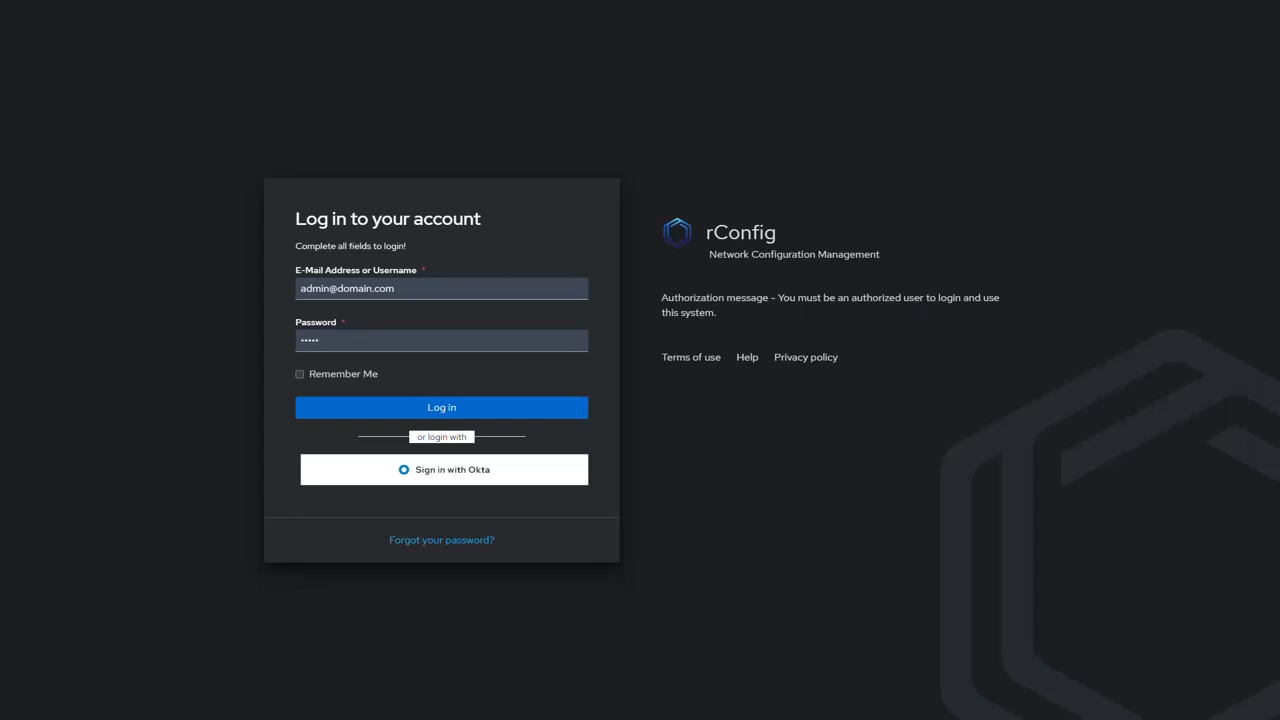 Log in to your account
Complete all fields to login!
E-Mail Address or Username *
admin@domain.com
Password *
•••••
Remember Me
Log in
or login with
Sign in with Okta
Forgot your password?
rConfig
Network Configuration Management
Authorization message - You must be an authorized user to login and use
this system.
Terms of use Help Privacy policy